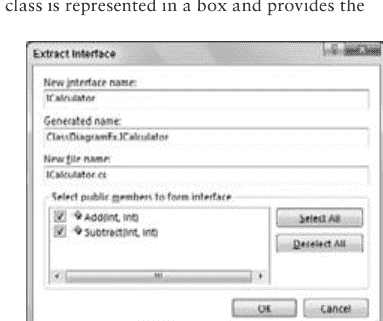 class is represented in a box and provides the
Extract Interface
New interface name:
ICalculator
Generated name:
ClassDiagramEx.ICalculator
New file name:
ICalculator.cs
Select public members to form interface
Add(int, int)
Subtract(int, int)
Select All
Deselect All
OK
Cancel